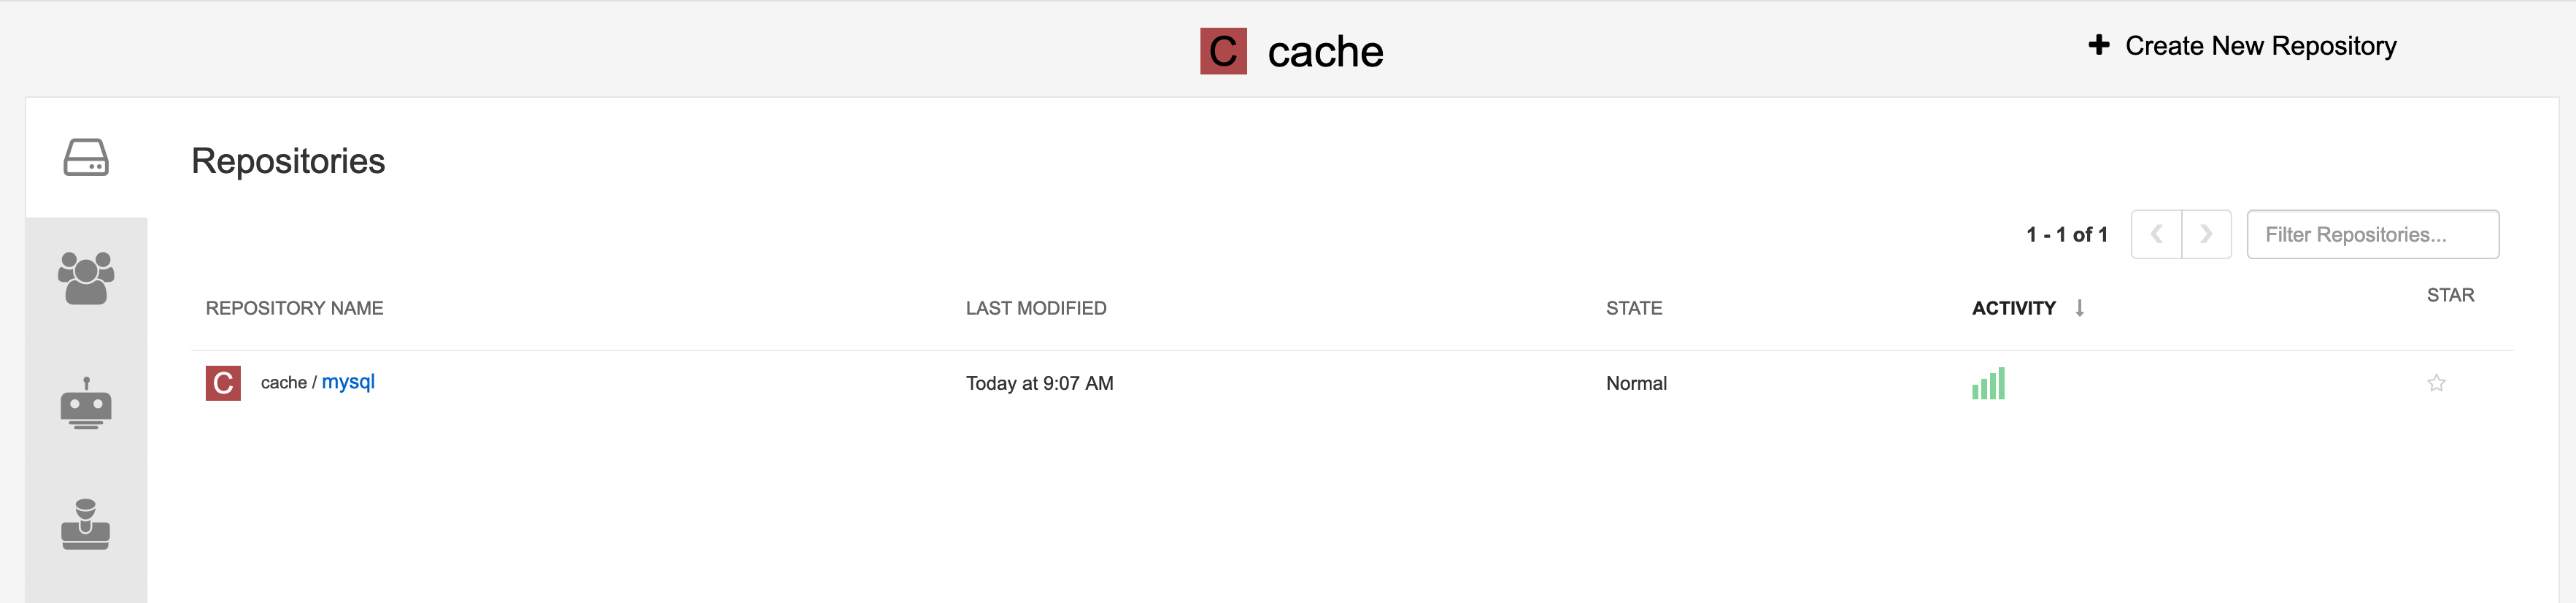 C cache
+ Create New Repository
Repositories
1 - 1 of 1
Filter Repositories...
REPOSITORY NAME LAST MODIFIED STATE ACTIVITY ↓ STAR
C cache / mysql Today at 9:07 AM Normal